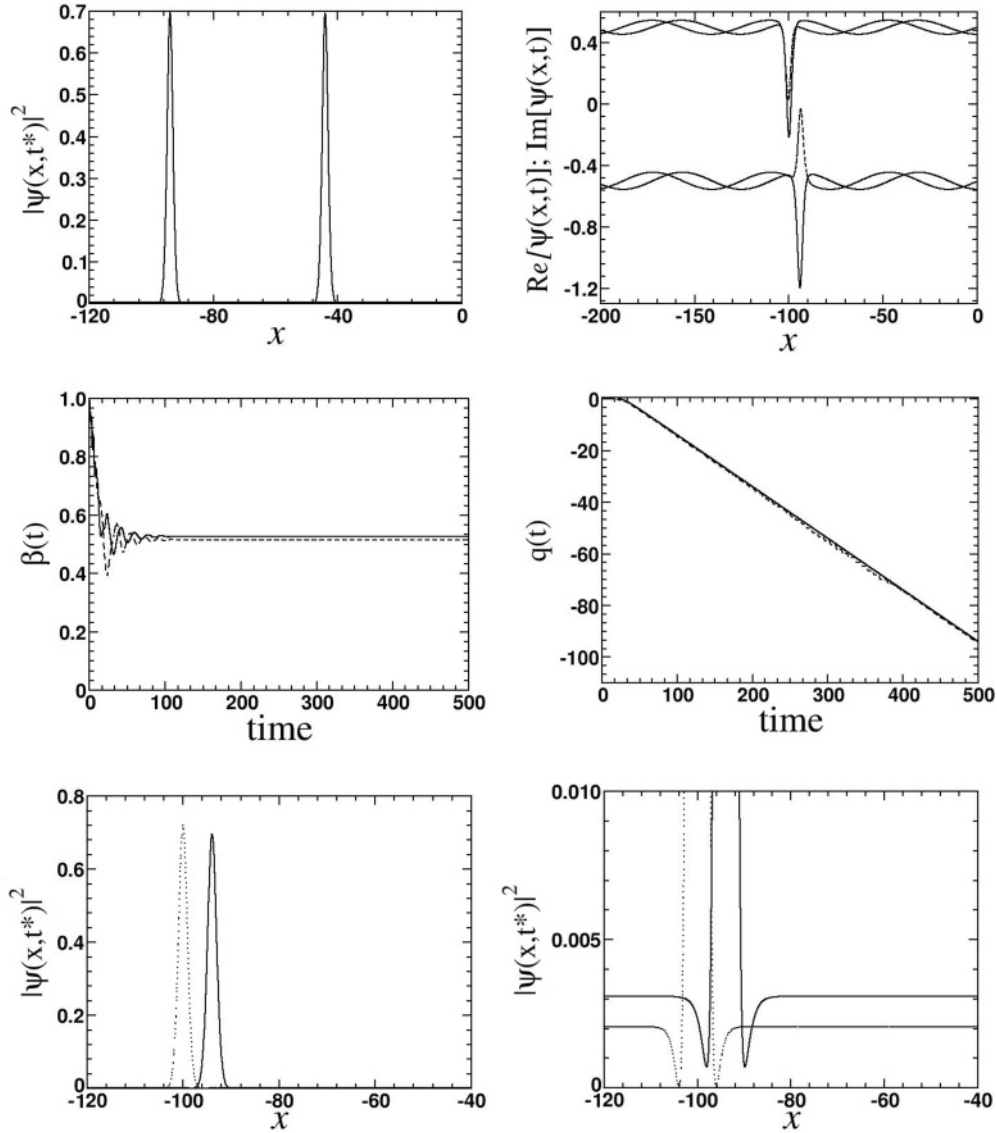 |ψ(x,t*)|²
0.7
0.6
0.5
0.4
0.3
0.2
0.1
0
-120 -80 -40 0
x
Re[ψ(x,t)]; Im[ψ(x,t)]
0.4
0
-0.4
-0.8
-1.2
-200 -150 -100 -50 0
x
β(t)
1.0
0.8
0.6
0.4
0.2
0
0 100 200 300 400 500
time
q(t)
0
-20
-40
-60
-80
-100
0 100 200 300 400 500
time
|ψ(x,t*)|²
0.8
0.6
0.4
0.2
0
-120 -100 -80 -60 -40
x
|ψ(x,t*)|²
0.010
0.005
0
-120 -100 -80 -60 -40
x